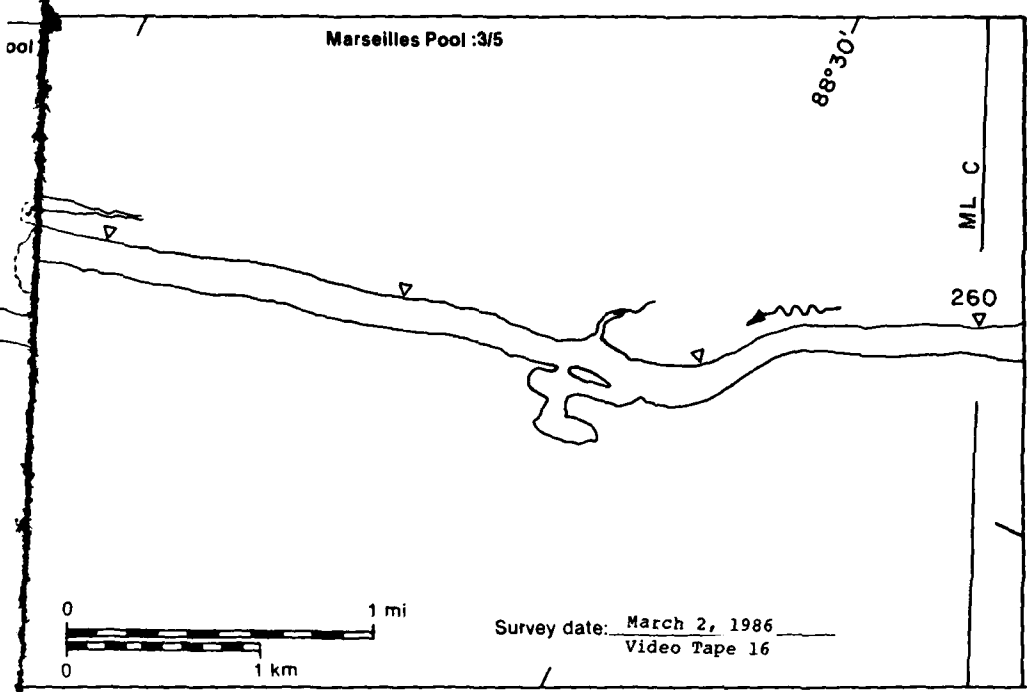 ool
Marseilles Pool :3/5
88°30'
ML C
260
0 1 mi
0 1 km
Survey date: March 2, 1986
Video Tape 16